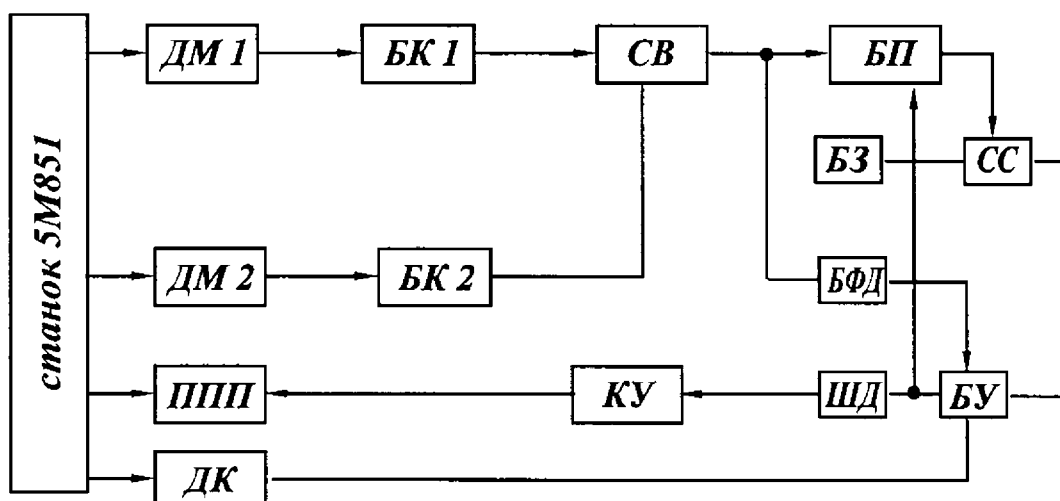 станок 5М851
ДМ 1
БК 1
СВ
БП
БЗ
СС
ДМ 2
БК 2
БФД
ППП
КУ
ШД
БУ
ДК